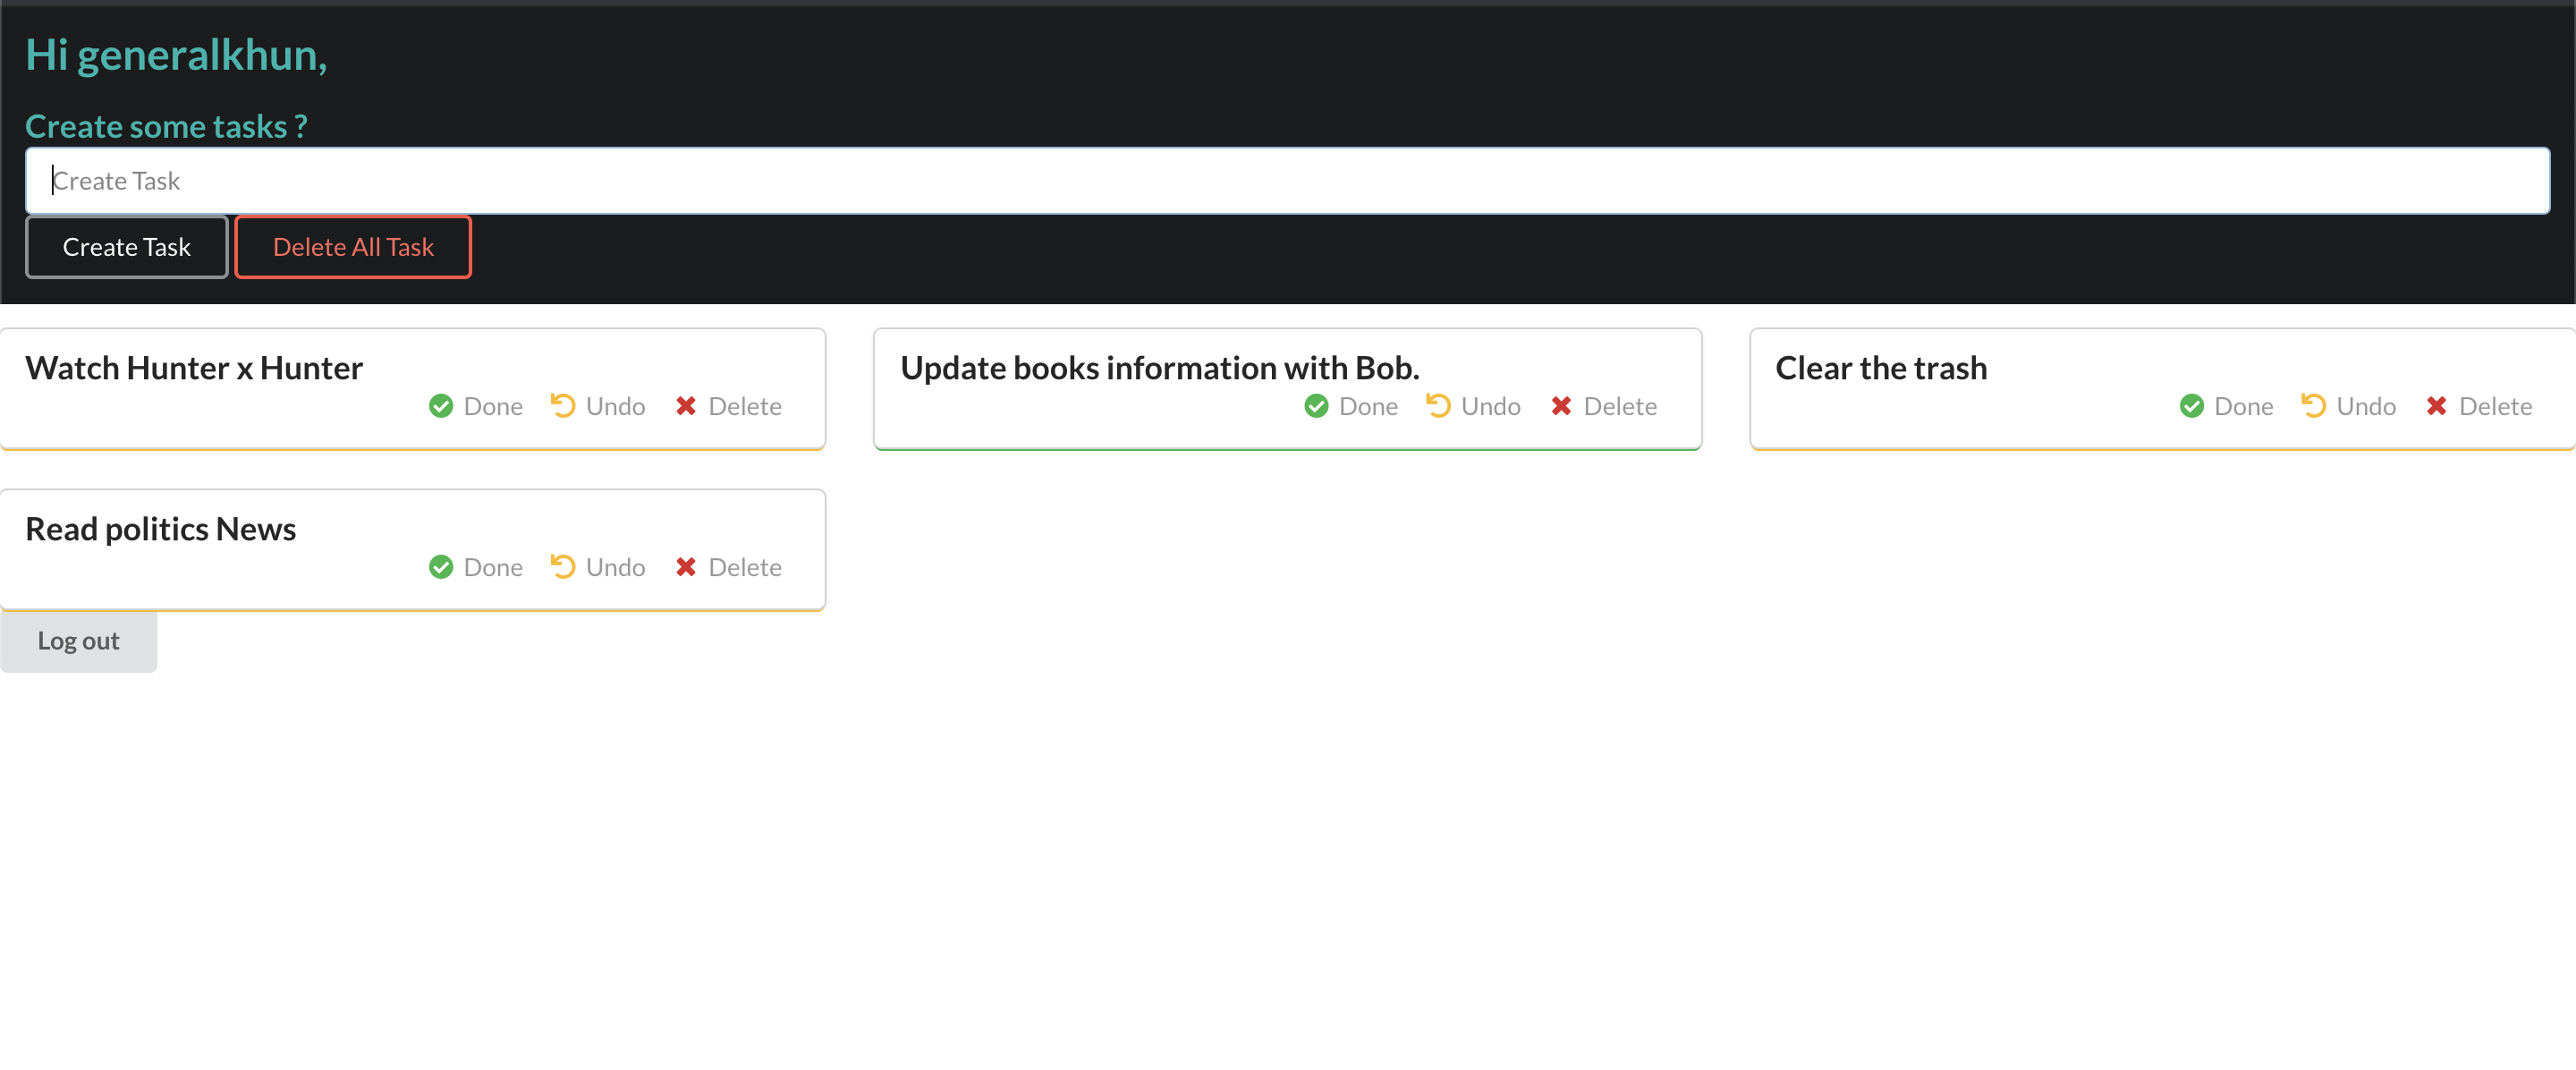 Hi generalkhun,
Create some tasks ?
Create Task
Create Task Delete All Task
Watch Hunter x Hunter
Done Undo Delete
Update books information with Bob.
Done Undo Delete
Clear the trash
Done Undo Delete
Read politics News
Done Undo Delete
Log out